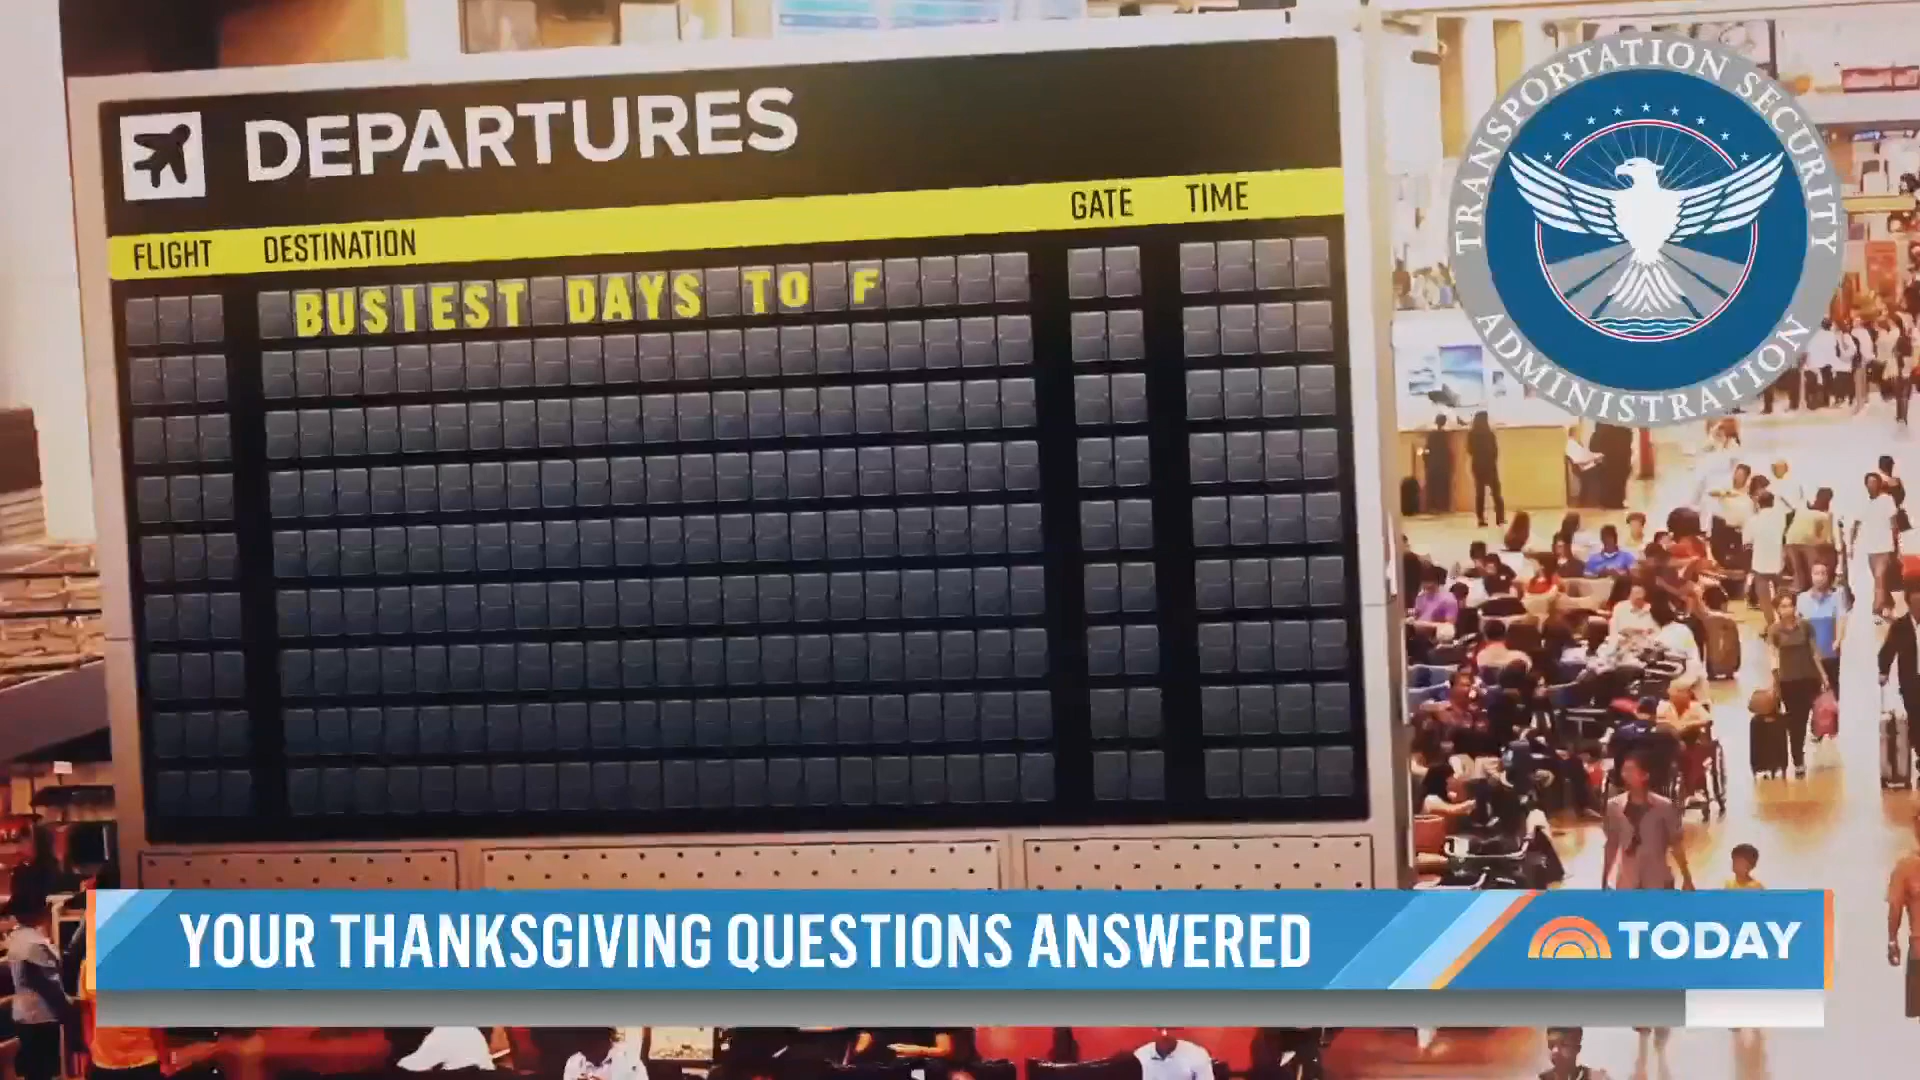 DEPARTURES
FLIGHT DESTINATION GATE TIME
BUSIEST DAYS TO F
TRANSPORTATION SECURITY ADMINISTRATION
YOUR THANKSGIVING QUESTIONS ANSWERED
TODAY